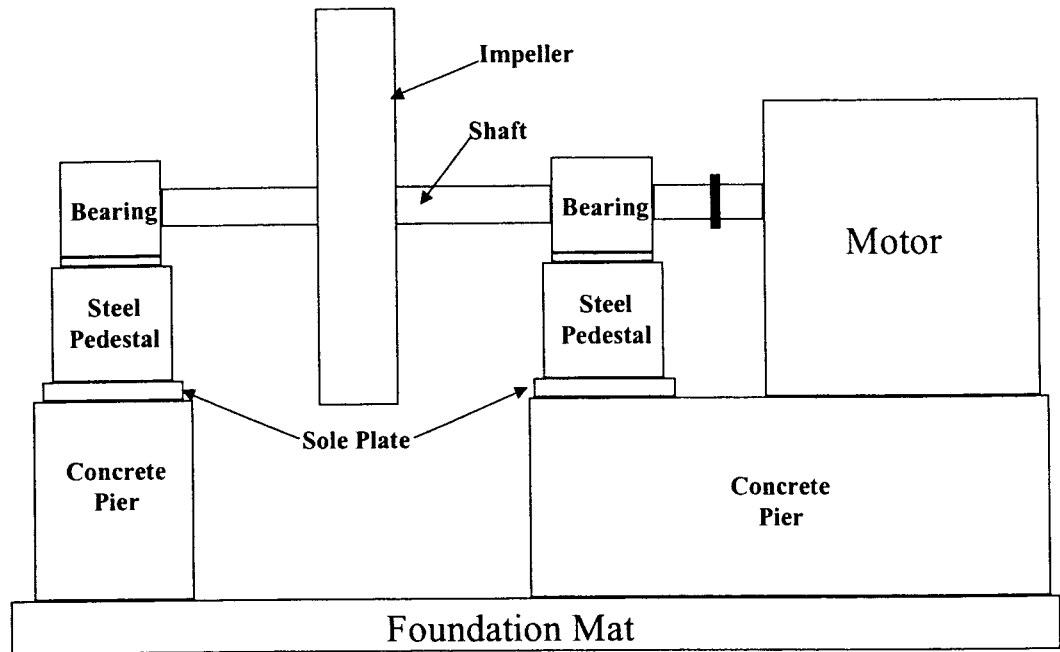 Impeller
Shaft
Bearing
Bearing
Motor
Steel
Pedestal
Steel
Pedestal
Sole Plate
Concrete
Pier
Concrete
Pier
Foundation Mat